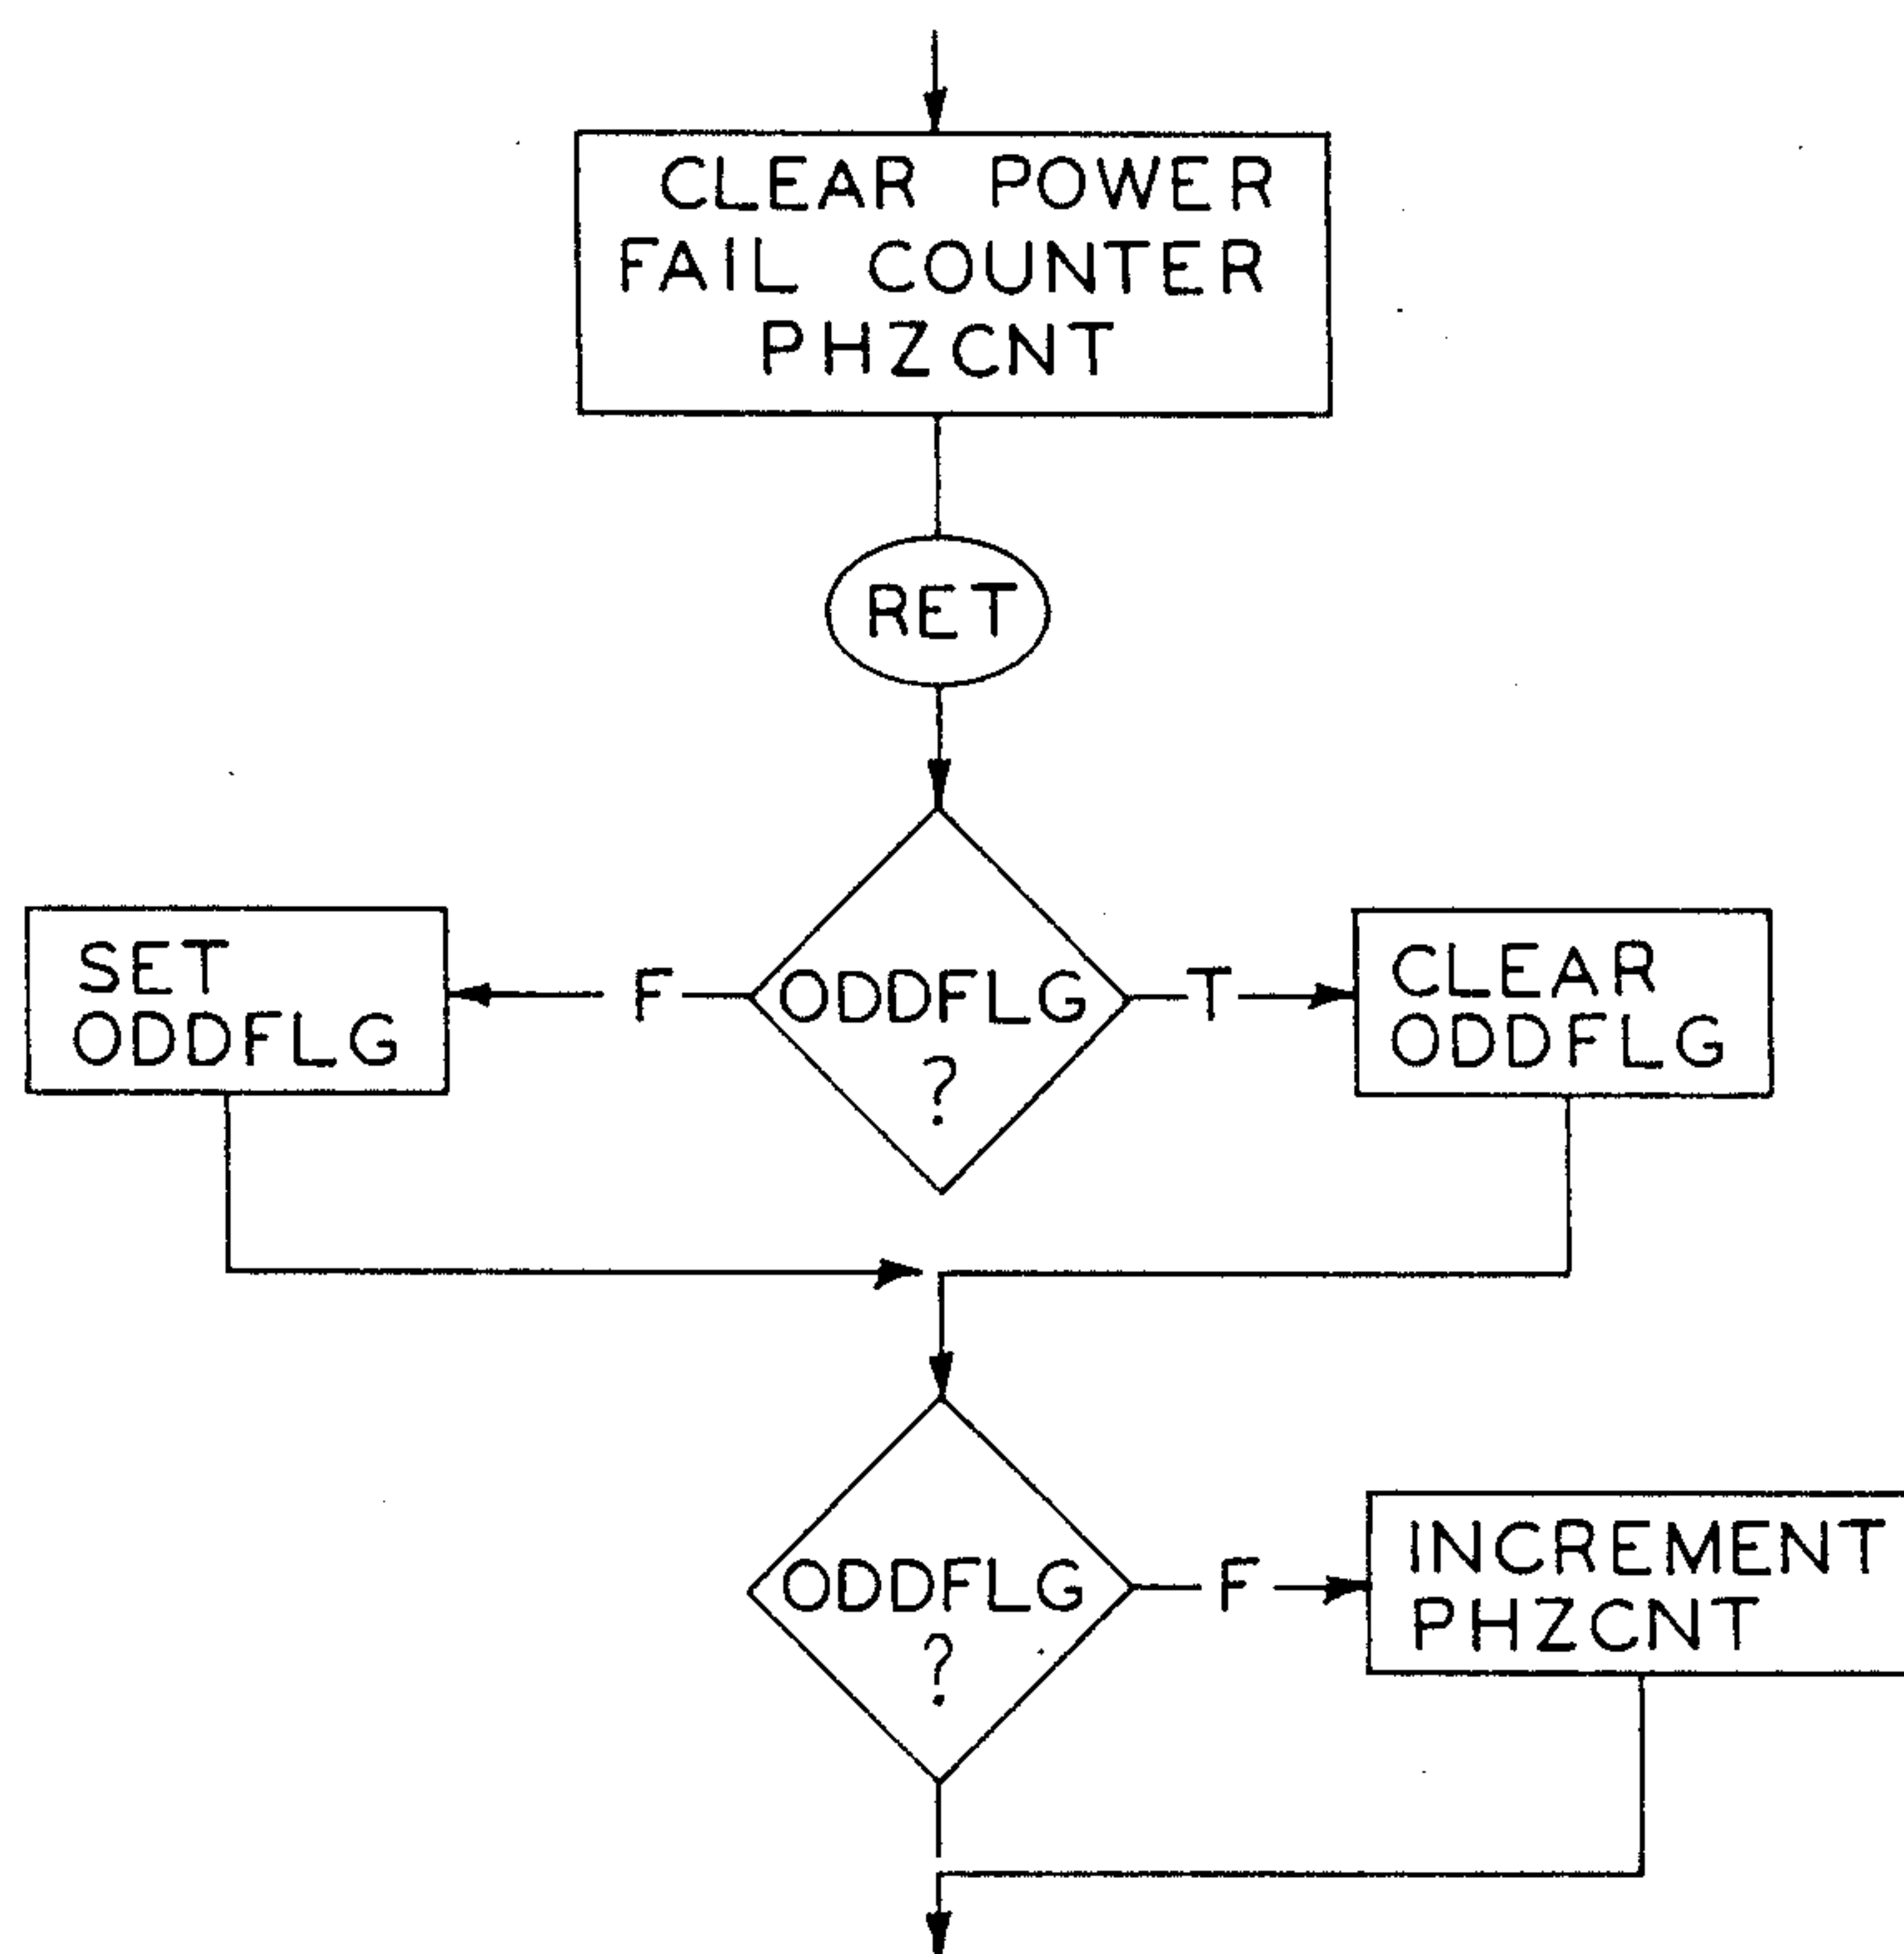 CLEAR POWER
FAIL COUNTER
PHZCNT
RET
SET
ODDFLG
F
ODDFLG
?
T
CLEAR
ODDFLG
ODDFLG
?
F
INCREMENT
PHZCNT